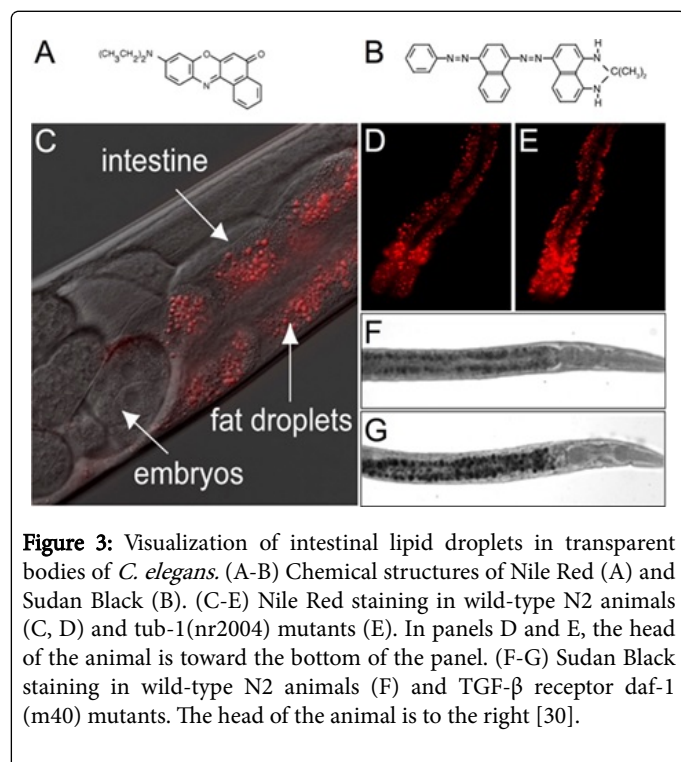 A
(CH₃CH₂)₂N
O
O
N
B
N=N
N=N
H
N
C(CH₃)₂
N
H
C
intestine
fat droplets
embryos
D
E
F
G
Figure 3: Visualization of intestinal lipid droplets in transparent
bodies of C. elegans. (A-B) Chemical structures of Nile Red (A) and
Sudan Black (B). (C-E) Nile Red staining in wild-type N2 animals
(C, D) and tub-1(nr2004) mutants (E). In panels D and E, the head
of the animal is toward the bottom of the panel. (F-G) Sudan Black
staining in wild-type N2 animals (F) and TGF-β receptor daf-1
(m40) mutants. The head of the animal is to the right [30].